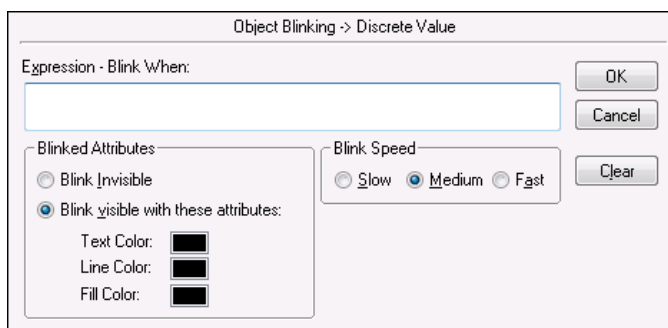 Object Blinking -> Discrete Value
Expression - Blink When:
OK
Cancel
Clear
Blinked Attributes
Blink Invisible
Blink visible with these attributes:
Text Color:
Line Color:
Fill Color:
Blink Speed
Slow Medium Fast